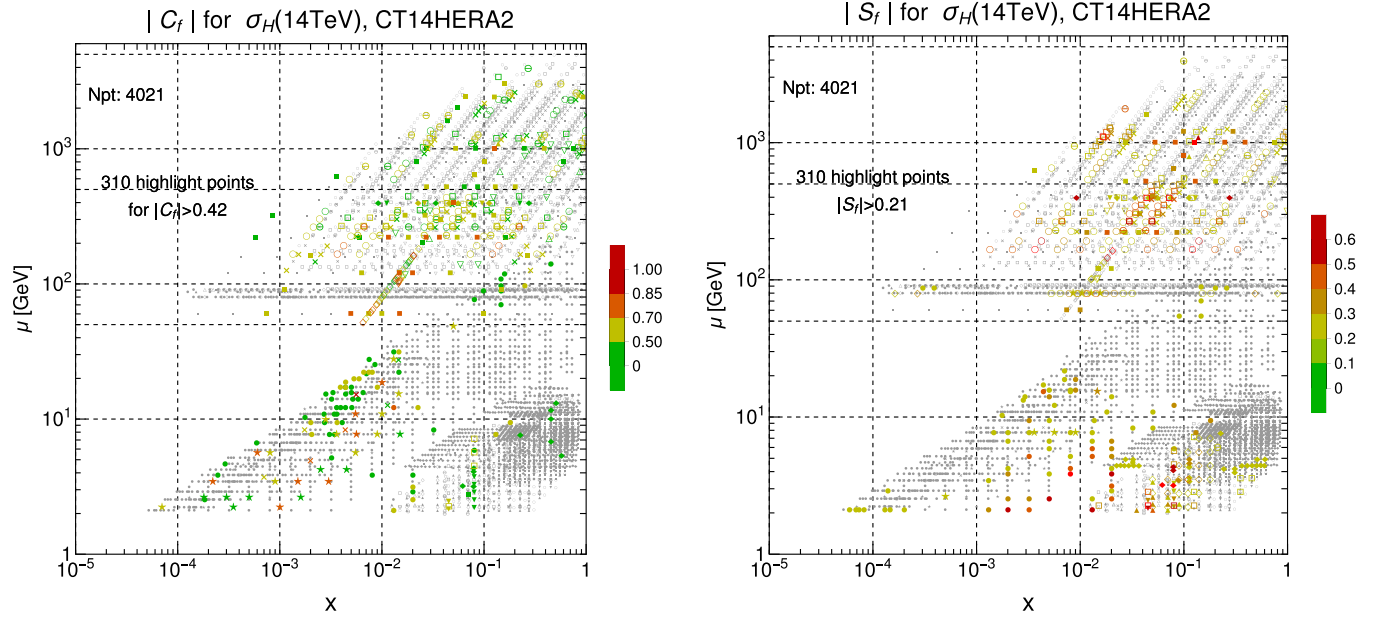 | C_f | for σ_H(14TeV), CT14HERA2
Npt: 4021
310 highlight points
for |C_f|>0.42
μ [GeV]
10^3
10^2
10^1
1
10^-5
10^-4
10^-3
10^-2
10^-1
1
x
1.00
0.85
0.70
0.50
0
| S_f | for σ_H(14TeV), CT14HERA2
Npt: 4021
310 highlight points
|S_f|>0.21
μ [GeV]
10^3
10^2
10^1
1
10^-5
10^-4
10^-3
10^-2
10^-1
1
x
0.6
0.5
0.4
0.3
0.2
0.1
0